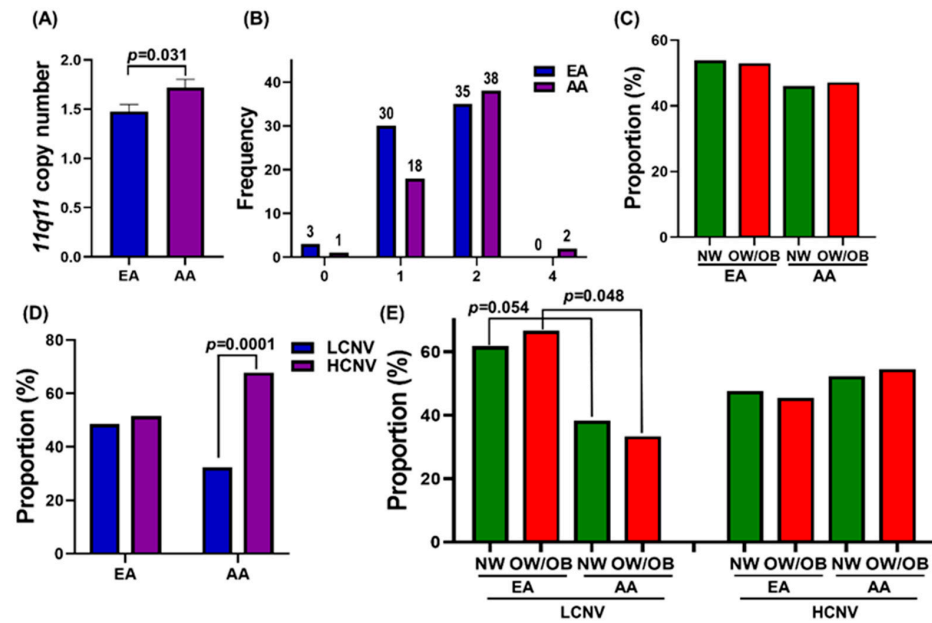 (A)
p=0.031
2.0
1.5
1.0
0.5
0.0
11q11 copy number
EA AA
(B)
EA
AA
Frequency
40
20
0
3 1 30 18 35 38 0 2
0 1 2 4
(C)
Proportion (%)
60
40
20
0
NW OW/OB NW OW/OB
EA AA
(D)
LCNV
HCNV
p=0.0001
Proportion (%)
80
60
40
20
0
EA AA
(E)
p=0.054 p=0.048
Proportion (%)
60
40
20
0
NW OW/OB NW OW/OB NW OW/OB NW OW/OB
EA AA EA AA
LCNV HCNV